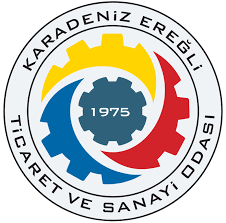 KARADENİZ EREĞLİ
1975
TİCARET VE SANAYİ ODASI